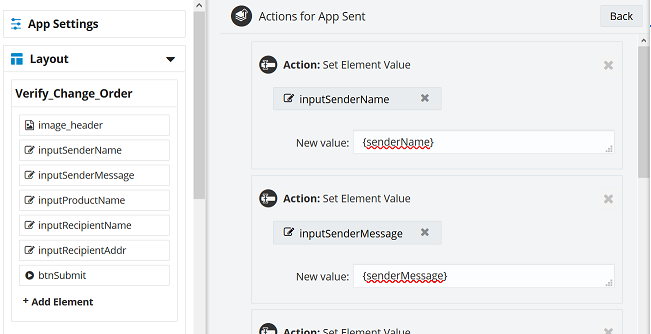 App Settings
Layout
Verify_Change_Order
image_header
inputSenderName
inputSenderMessage
inputProductName
inputRecipientName
inputRecipientAddr
btnSubmit
+ Add Element
Actions for App Sent
Back
Action: Set Element Value
inputSenderName
New value: {senderName}
Action: Set Element Value
inputSenderMessage
New value: {senderMessage}
Action: Set Element Value